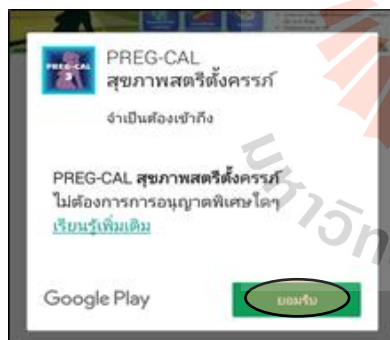 PREG-CAL
PREG-CAL
สุขภาพสตรีตั้งครรภ์
จำเป็นต้องเข้าถึง
PREG-CAL สุขภาพสตรีตั้งครรภ์
ไม่ต้องการการอนุญาตพิเศษใดๆ
เรียนรู้เพิ่มเติม
Google Play
ยอมรับ